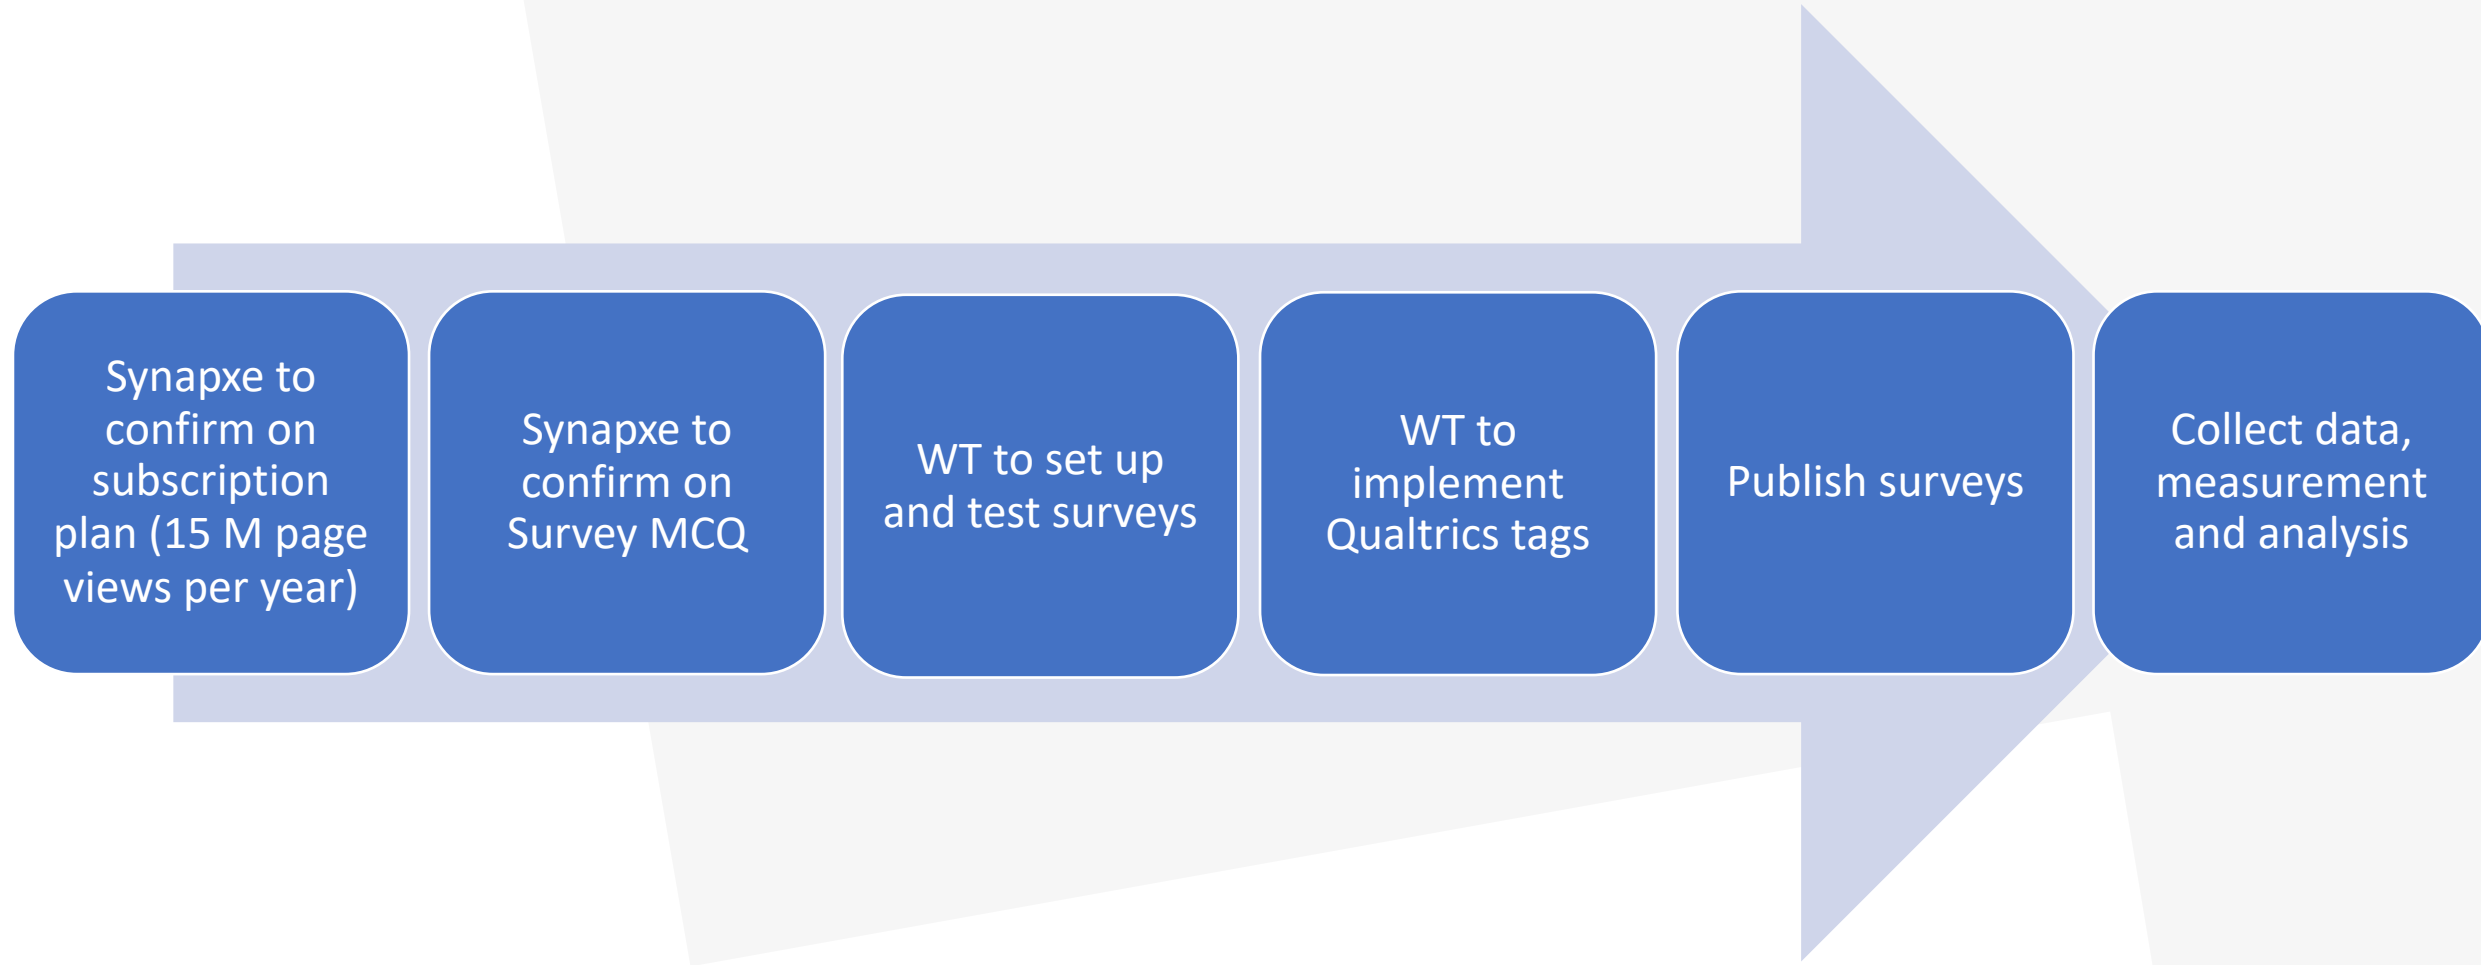 Synapxe to
confirm on
subscription
plan (15 M page
views per year)
Synapxe to
confirm on
Survey MCQ
WT to set up
and test surveys
WT to
implement
Qualtrics tags
Publish surveys
Collect data,
measurement
and analysis